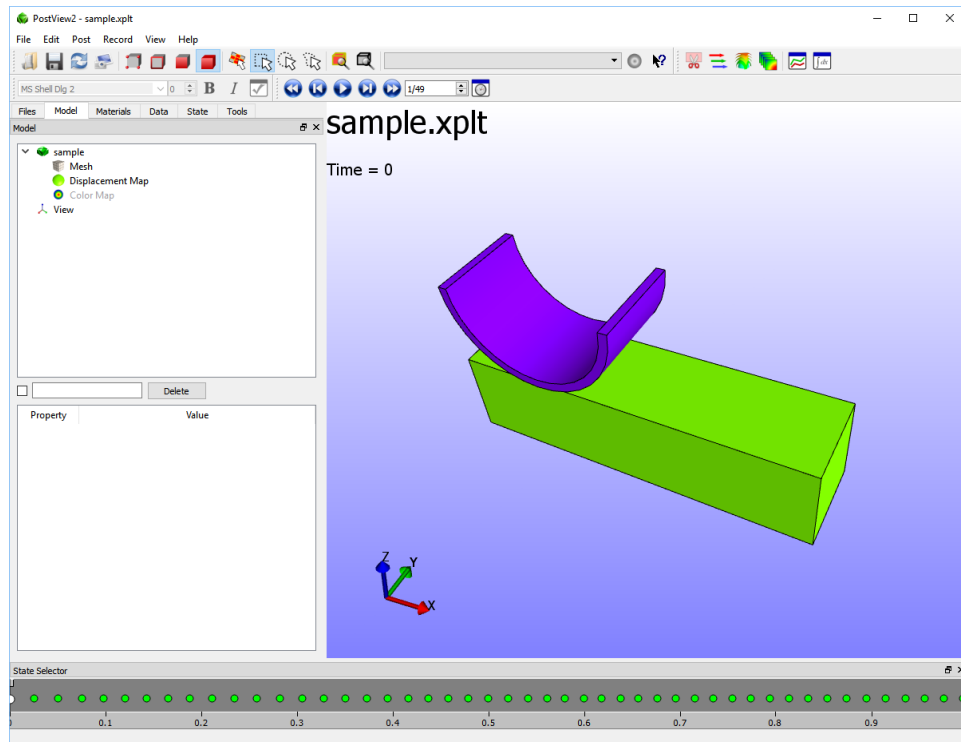 PostView2 - sample.xplt
File Edit Post Record View Help
MS Shell Dlg 2 0 B I 1/49
Files Model Materials Data State Tools
Model
sample.xplt
sample
Mesh
Time = 0
Displacement Map
Color Map
View
Delete
Property Value
Z
Y
X
State Selector
0.1 0.2 0.3 0.4 0.5 0.6 0.7 0.8 0.9